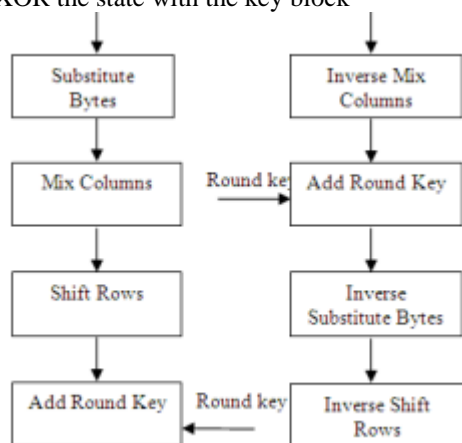 XOR the state with the key block
Substitute
Bytes
Mix Columns
Shift Rows
Add Round Key
Round key
Inverse Mix
Columns
Round key
Add Round Key
Inverse
Substitute Bytes
Inverse Shift
Rows